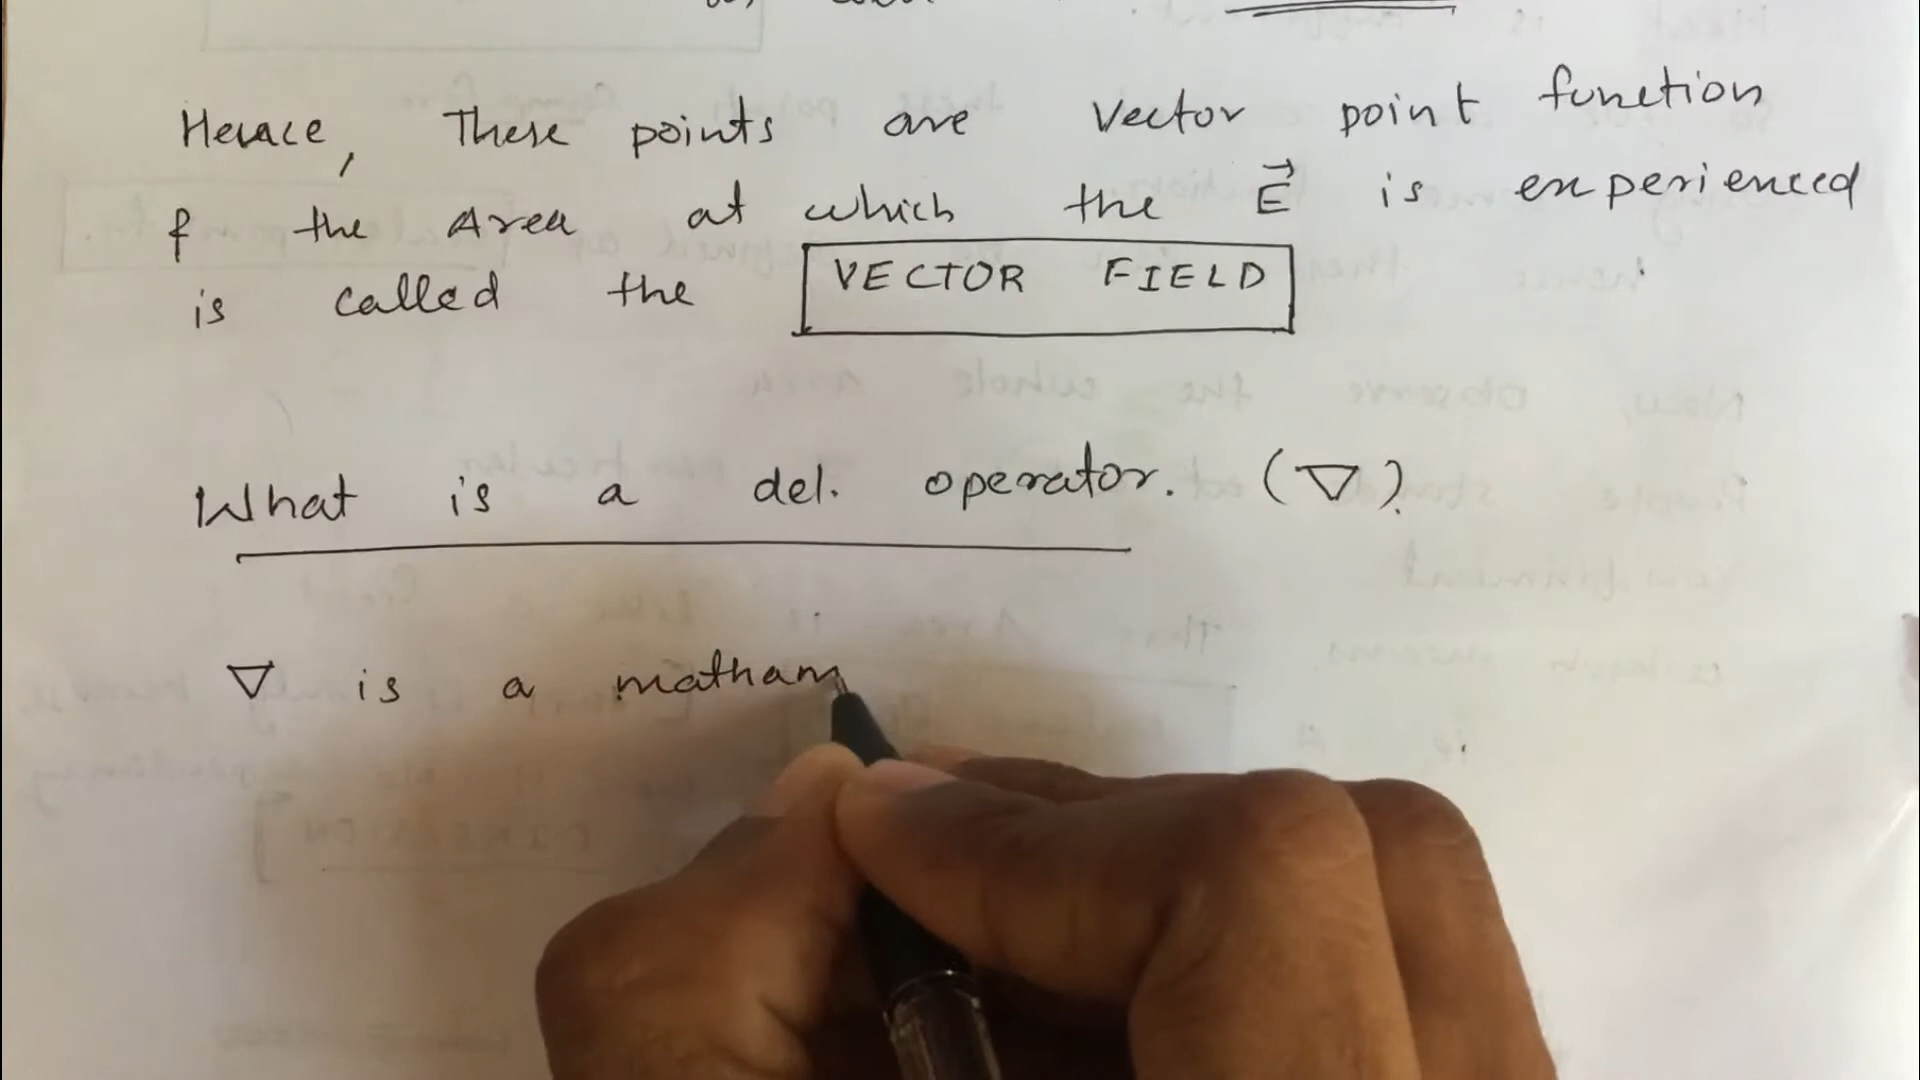 Hence, These points are Vector point function
f the Area at which the E⃗ is experienced
is called the VECTOR FIELD
What is a del. operator. (∇).
∇ is a matham